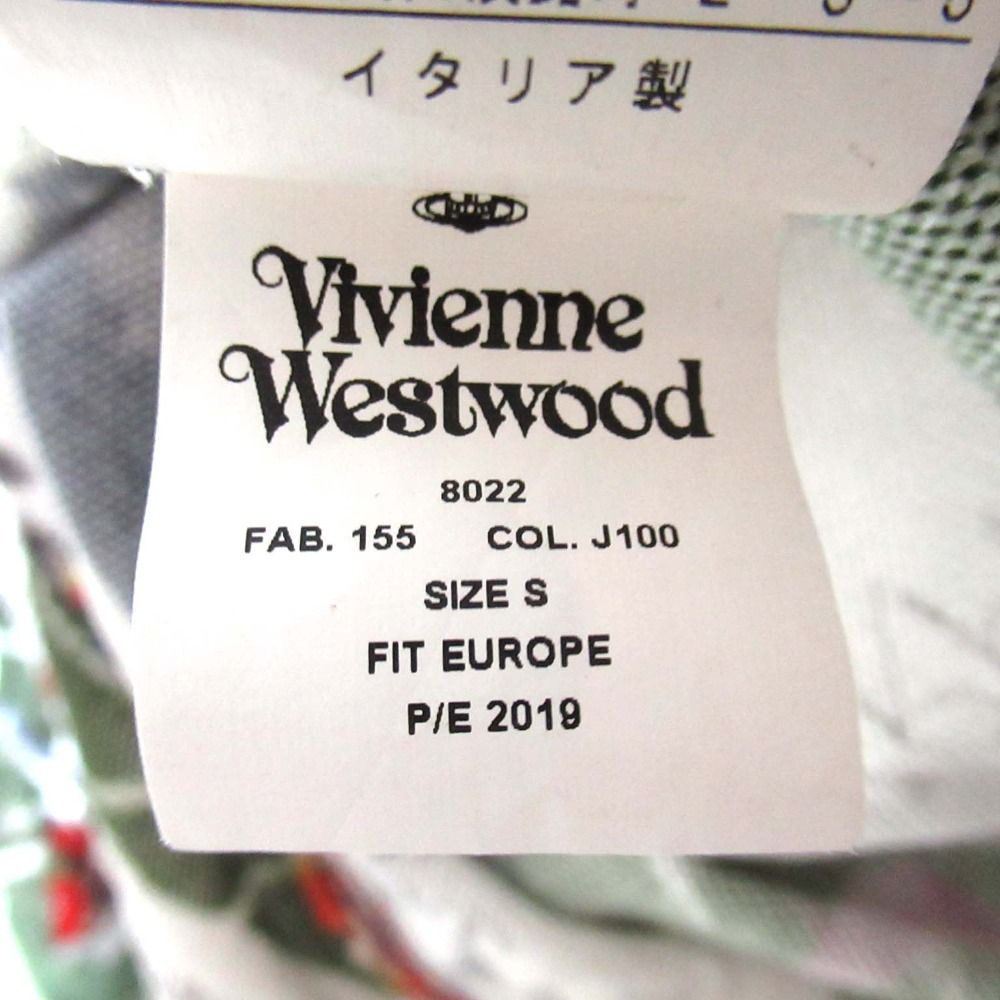 イタリア製
Vivienne
Westwood
8022
FAB. 155 COL. J100
SIZE S
FIT EUROPE
P/E 2019